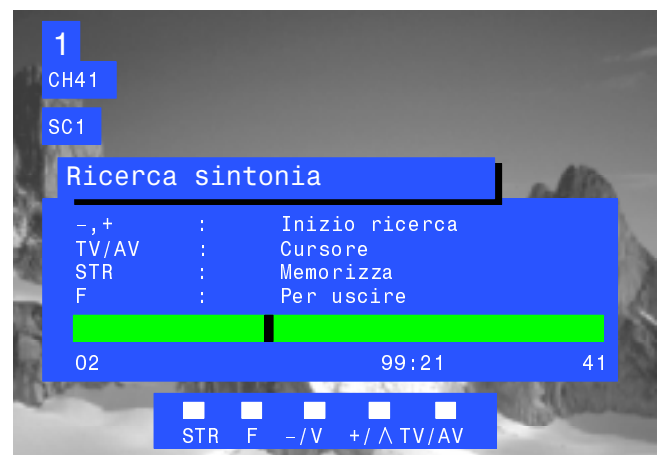 1
CH41
SC1
Ricerca sintonia
–,+ : Inizio ricerca
TV/AV : Cursore
STR : Memorizza
F : Per uscire
02 99:21 41
STR F –/V +/Λ TV/AV